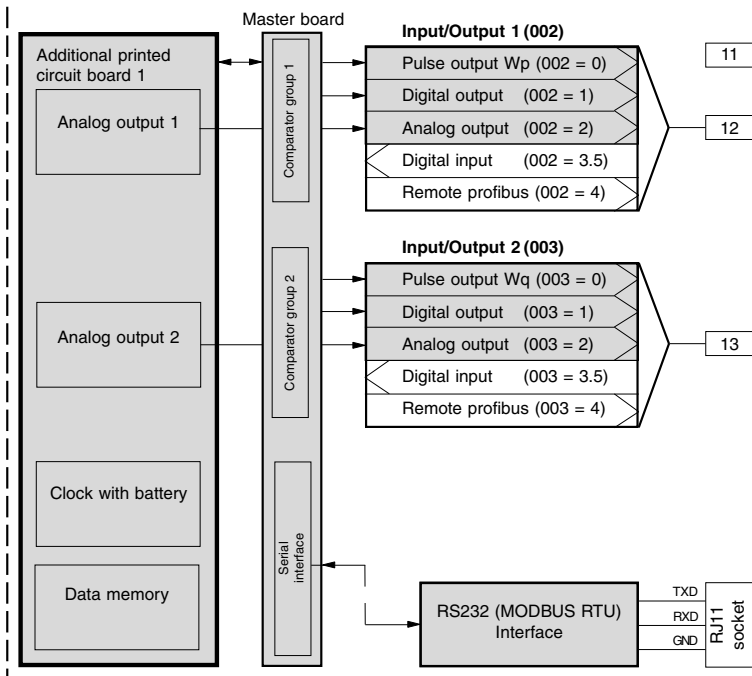 Master board
Additional printed
circuit board 1
Analog output 1
Analog output 2
Clock with battery
Data memory
Comparator group 1
Comparator group 2
Serial
interface
Input/Output 1 (002)
Pulse output Wp (002 = 0)
Digital output (002 = 1)
Analog output (002 = 2)
Digital input (002 = 3.5)
Remote profibus (002 = 4)
Input/Output 2 (003)
Pulse output Wq (003 = 0)
Digital output (003 = 1)
Analog output (003 = 2)
Digital input (003 = 3.5)
Remote profibus (003 = 4)
RS232 (MODBUS RTU)
Interface
11
12
13
TXD
RXD
GND
RJ11
socket